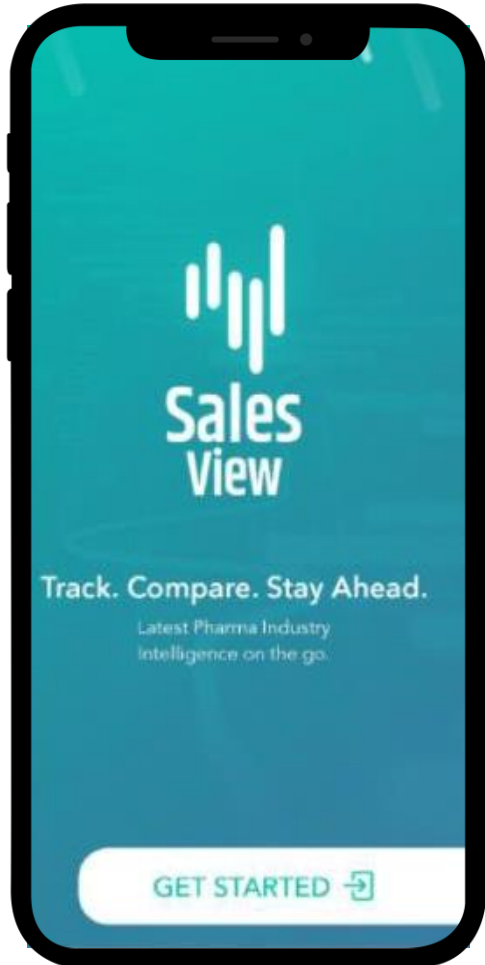 Sales
View
Track. Compare. Stay Ahead.
Latest Pharma Industry
Intelligence on the go.
GET STARTED